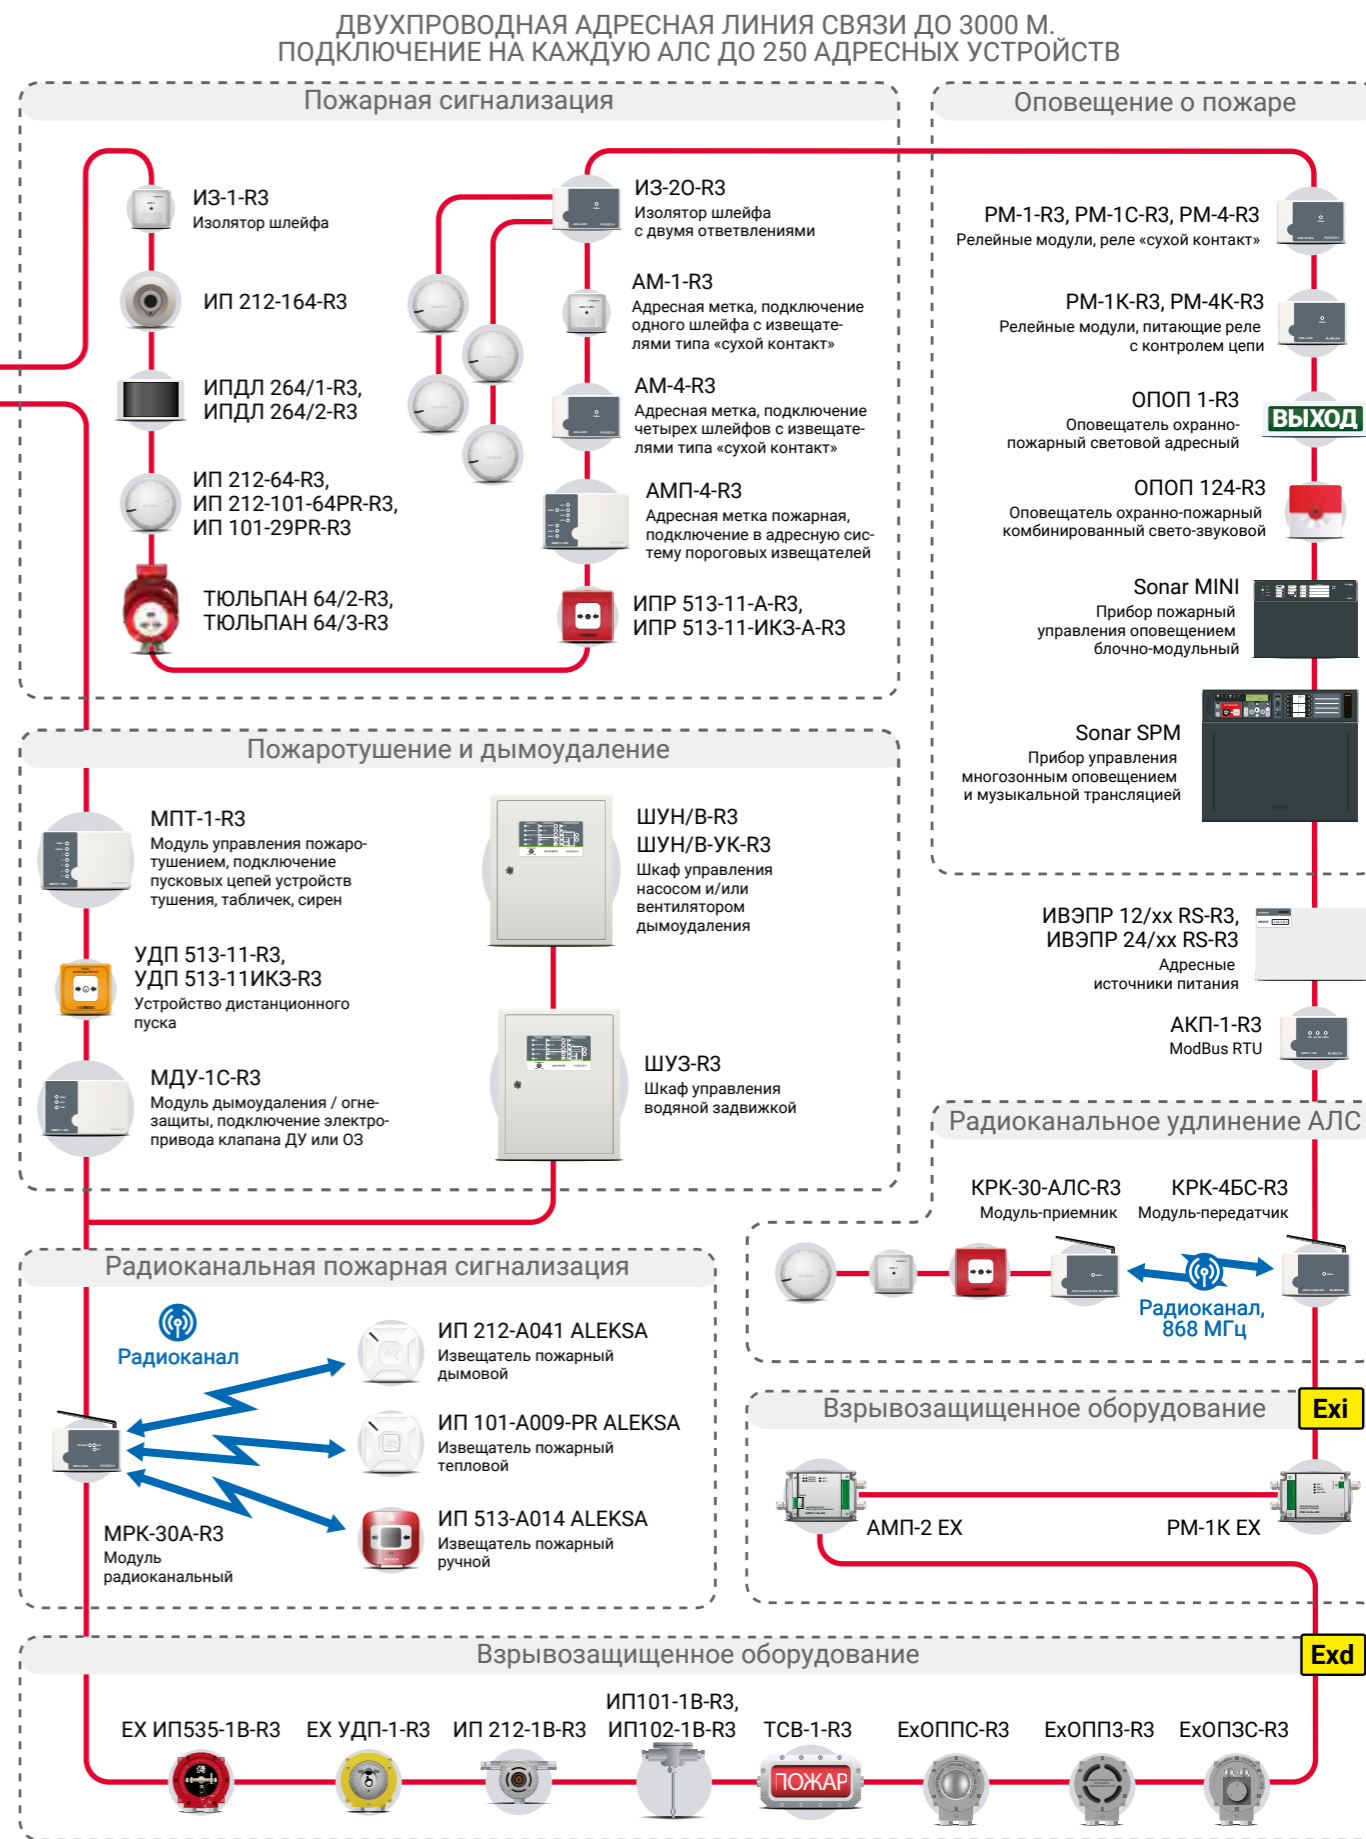 ДВУХПРОВОДНАЯ АДРЕСНАЯ ЛИНИЯ СВЯЗИ ДО 3000 М.
ПОДКЛЮЧЕНИЕ НА КАЖДУЮ АЛС ДО 250 АДРЕСНЫХ УСТРОЙСТВ
Пожарная сигнализация
ИЗ-1-R3
Изолятор шлейфа
ИП 212-164-R3
ИПДЛ 264/1-R3,
ИПДЛ 264/2-R3
ИП 212-64-R3,
ИП 212-101-64PR-R3,
ИП 101-29PR-R3
ТЮЛЬПАН 64/2-R3,
ТЮЛЬПАН 64/3-R3
ИЗ-2О-R3
Изолятор шлейфа
с двумя ответвлениями
АМ-1-R3
Адресная метка, подключение
одного шлейфа с извещате-
лями типа «сухой контакт»
АМ-4-R3
Адресная метка, подключение
четырех шлейфов с извещате-
лями типа «сухой контакт»
АМП-4-R3
Адресная метка пожарная,
подключение в адресную сис-
тему пороговых извещателей
ИПР 513-11-А-R3,
ИПР 513-11-ИКЗ-А-R3
Оповещение о пожаре
РМ-1-R3, РМ-1С-R3, РМ-4-R3
Релейные модули, реле «сухой контакт»
РМ-1К-R3, РМ-4К-R3
Релейные модули, питающие реле
с контролем цепи
ОПОП 1-R3
Оповещатель охранно-
пожарный световой адресный
ВЫХОД
ОПОП 124-R3
Оповещатель охранно-пожарный
комбинированный свето-звуковой
Sonar MINI
Прибор пожарный
управления оповещением
блочно-модульный
Sonar SPM
Прибор управления
многозонным оповещением
и музыкальной трансляцией
Пожаротушение и дымоудаление
МПТ-1-R3
Модуль управления пожаро-
тушением, подключение
пусковых цепей устройств
тушения, табличек, сирен
УДП 513-11-R3,
УДП 513-11ИКЗ-R3
Устройство дистанционного
пуска
МДУ-1С-R3
Модуль дымоудаления / огне-
защиты, подключение электро-
привода клапана ДУ или ОЗ
ШУН/В-R3
ШУН/В-УК-R3
Шкаф управления
насосом и/или
вентилятором
дымоудаления
ШУЗ-R3
Шкаф управления
водяной задвижкой
ИВЭПР 12/xx RS-R3,
ИВЭПР 24/xx RS-R3
Адресные
источники питания
АКП-1-R3
ModBus RTU
Радиоканальное удлинение АЛС
КРК-30-АЛС-R3
Модуль-приемник
КРК-4БС-R3
Модуль-передатчик
Радиоканал,
868 МГц
Радиоканальная пожарная сигнализация
Радиоканал
МРК-30А-R3
Модуль
радиоканальный
ИП 212-А041 ALEKSA
Извещатель пожарный
дымовой
ИП 101-А009-PR ALEKSA
Извещатель пожарный
тепловой
ИП 513-А014 ALEKSA
Извещатель пожарный
ручной
Взрывозащищенное оборудование
Exi
АМП-2 EX
РМ-1К EX
Взрывозащищенное оборудование
Exd
EX ИП535-1В-R3
EX УДП-1-R3
ИП 212-1В-R3
ИП101-1В-R3,
ИП102-1В-R3
ТСВ-1-R3
ExОППС-R3
ExОППЗ-R3
ExОПЗС-R3
ПОЖАР